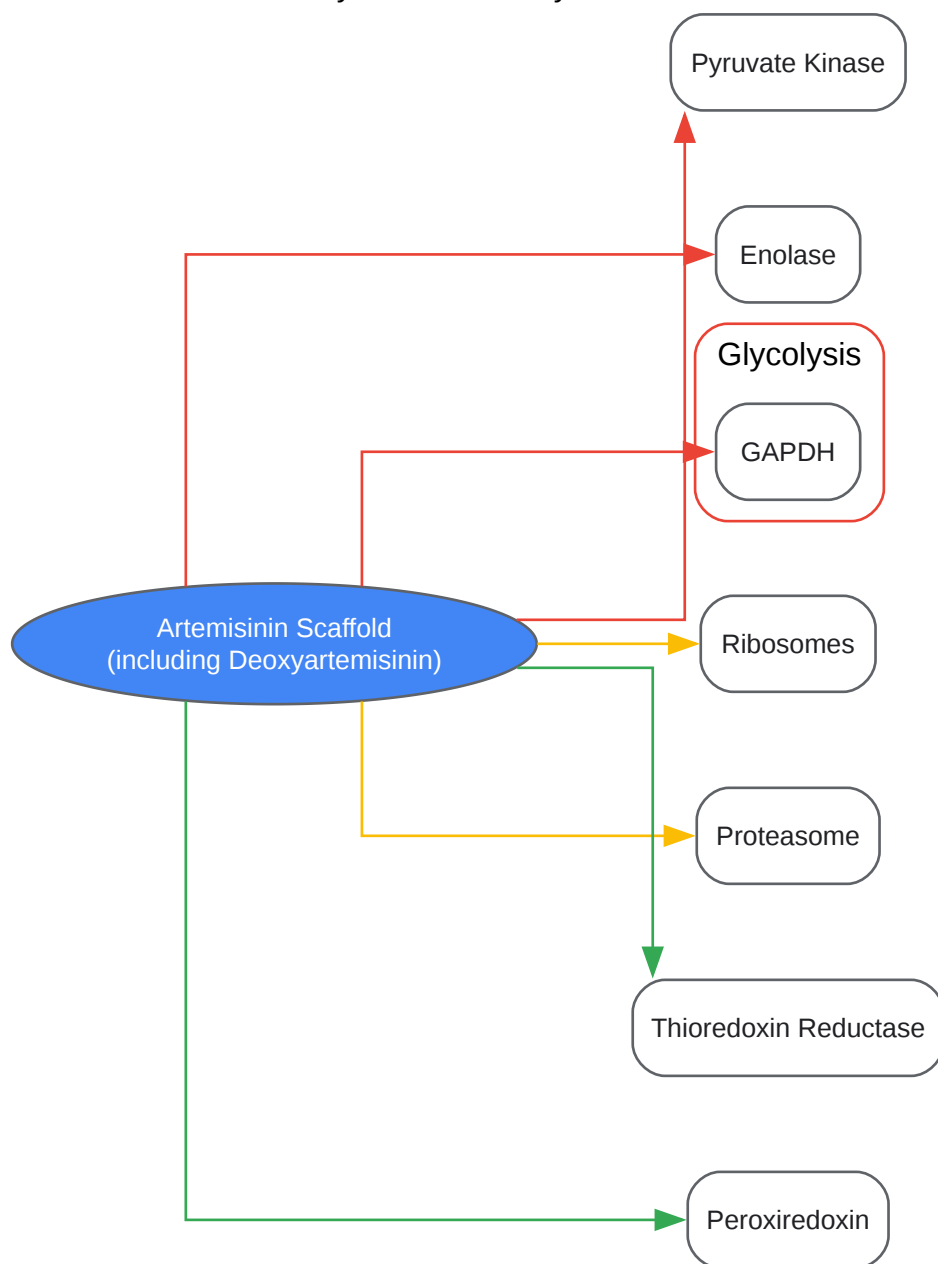 Pyruvate Kinase
Enolase
Glycolysis
GAPDH
Artemisinin Scaffold
(including Deoxyartemisinin)
Ribosomes
Proteasome
Thioredoxin Reductase
Peroxiredoxin